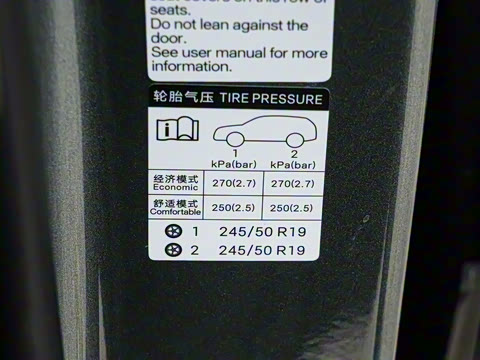 seats.
Do not lean against the
door.
See user manual for more
information.
轮胎气压 TIRE PRESSURE
1 2
kPa(bar) kPa(bar)
经济模式 Economic 270(2.7) 270(2.7)
舒适模式 Comfortable 250(2.5) 250(2.5)
1 245/50 R19
2 245/50 R19